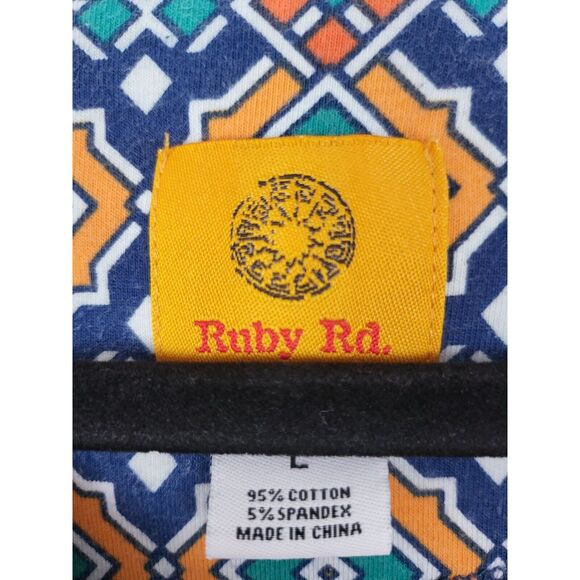 Ruby Rd.
L
95% COTTON
5% SPANDEX
MADE IN CHINA